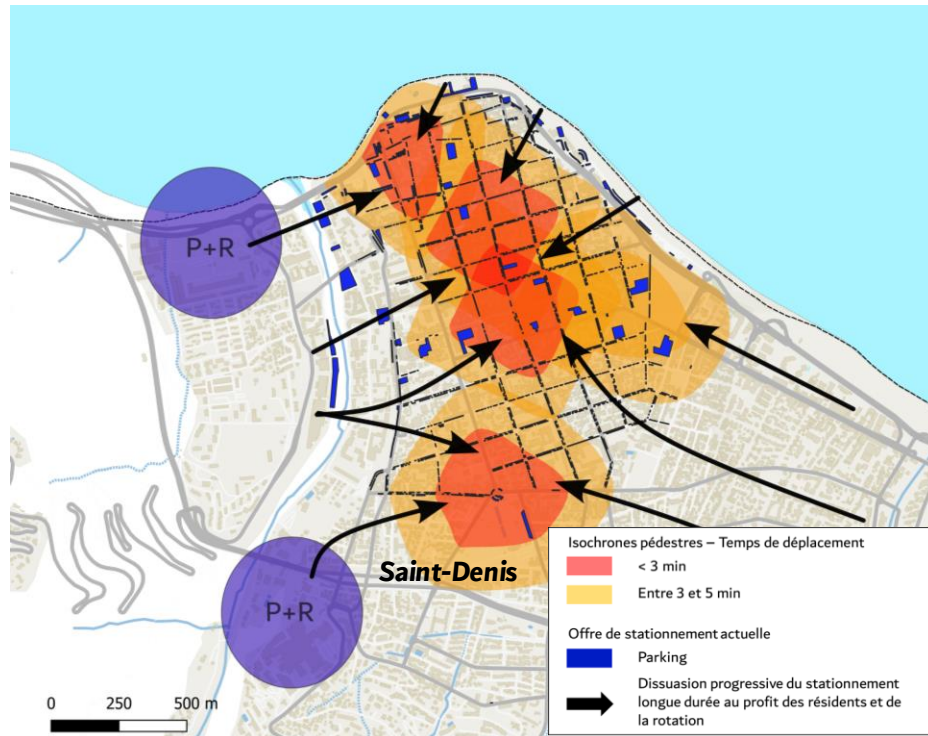 P+R
Saint-Denis
P+R
0 250 500 m
Isochrones pédestres – Temps de déplacement
< 3 min
Entre 3 et 5 min
Offre de stationnement actuelle
Parking
Dissuasion progressive du stationnement
longue durée au profit des résidents et de
la rotation